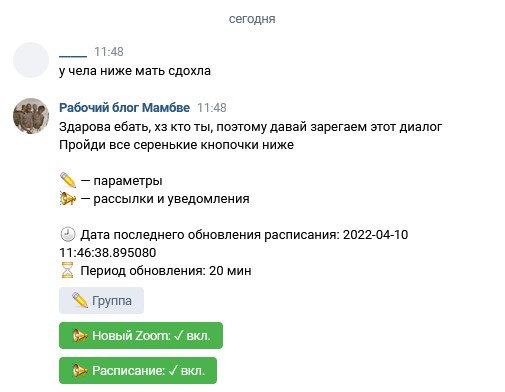 сегодня
____ 11:48
у чела ниже мать сдохла
Рабочий блог Мамбве 11:48
Здарова ебать, хз кто ты, поэтому давай зарегаем этот диалог
Пройди все серенькие кнопочки ниже
✏️ — параметры
📯 — рассылки и уведомления
🕘 Дата последнего обновления расписания: 2022-04-10
11:46:38.895080
⏳ Период обновления: 20 мин
✏️ Группа
📯 Новый Zoom: ✓ вкл.
📯 Расписание: ✓ вкл.